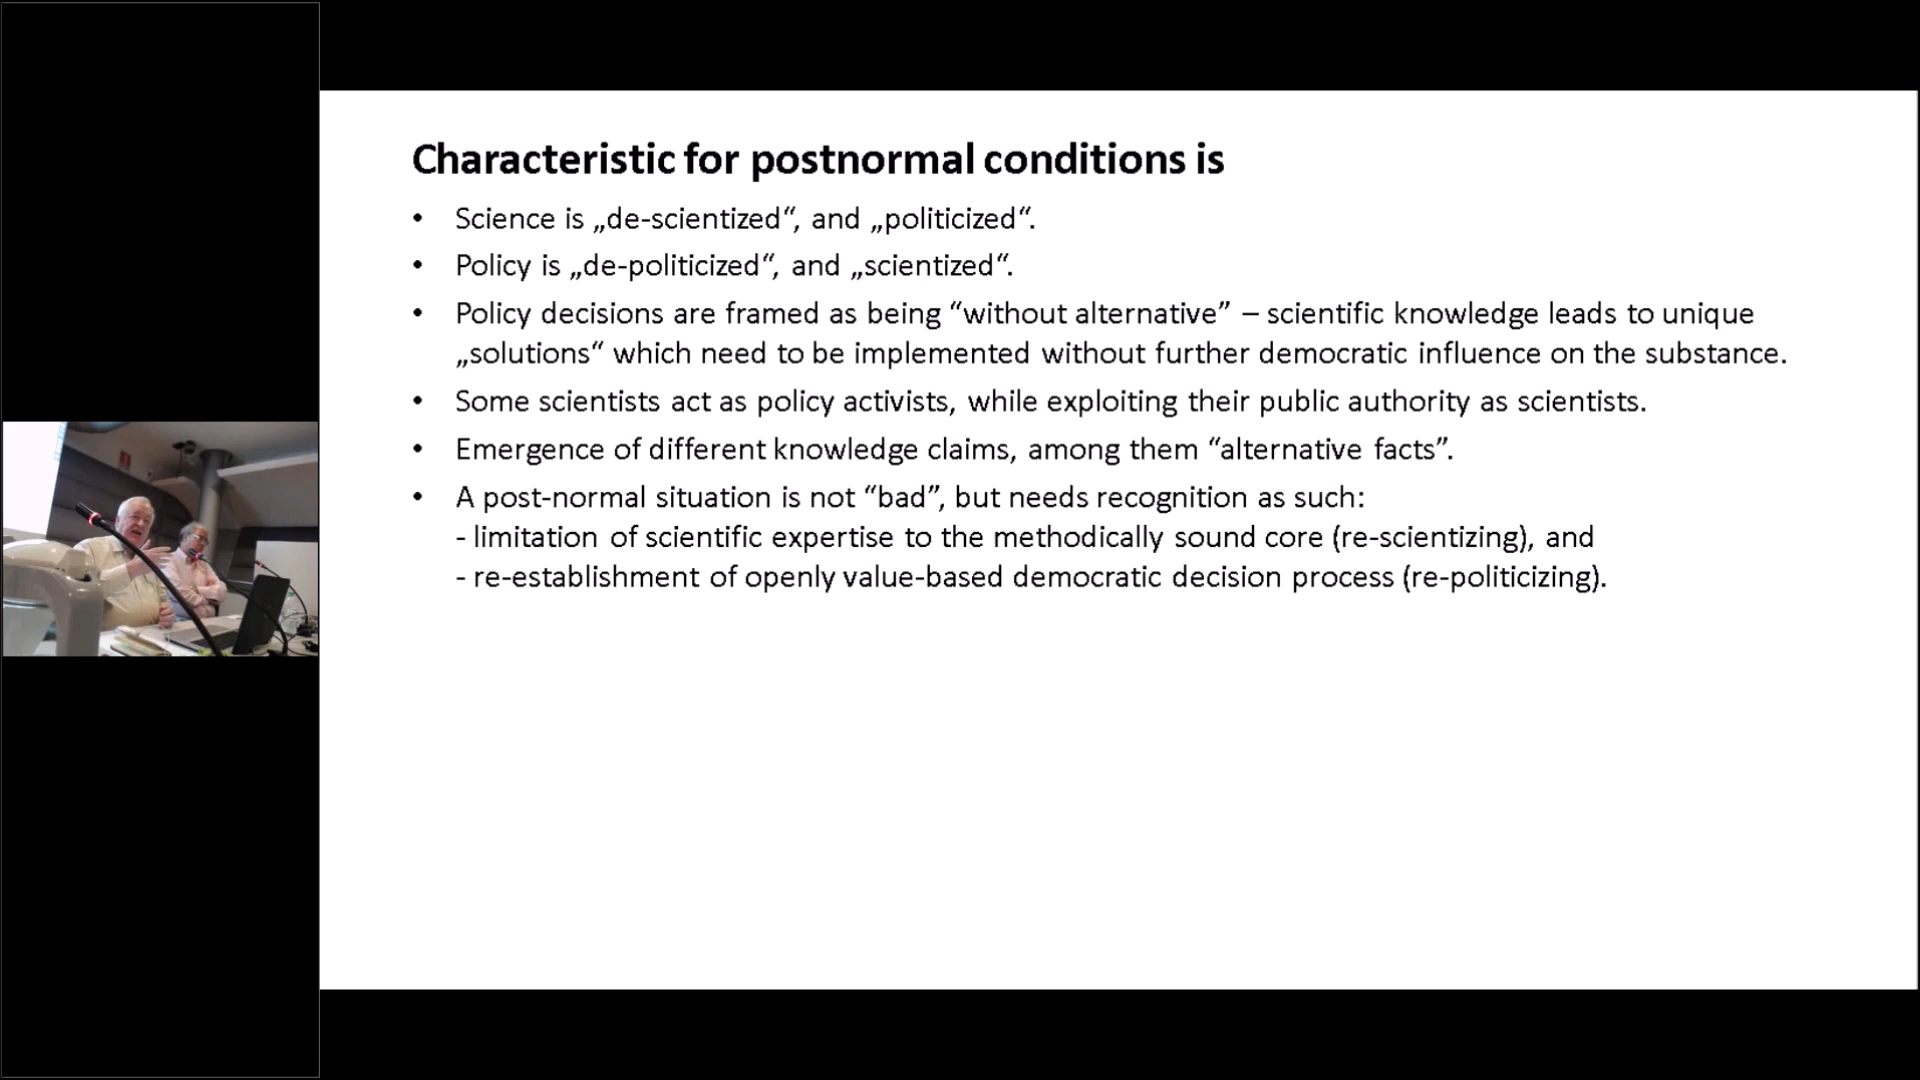 Characteristic for postnormal conditions is
• Science is „de-scientized“, and „politicized“.
• Policy is „de-politicized“, and „scientized“.
• Policy decisions are framed as being “without alternative” – scientific knowledge leads to unique
„solutions“ which need to be implemented without further democratic influence on the substance.
• Some scientists act as policy activists, while exploiting their public authority as scientists.
• Emergence of different knowledge claims, among them “alternative facts”.
• A post-normal situation is not “bad”, but needs recognition as such:
- limitation of scientific expertise to the methodically sound core (re-scientizing), and
- re-establishment of openly value-based democratic decision process (re-politicizing).